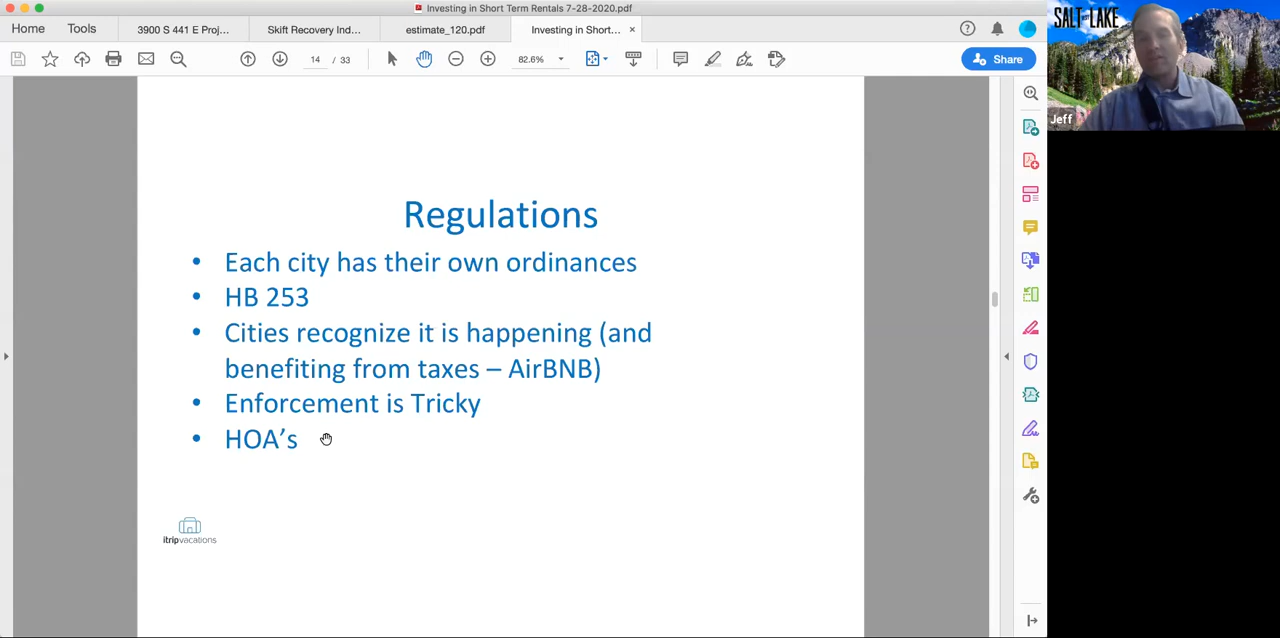 Investing in Short Term Rentals 7-28-2020.pdf
Home
Tools
3900 S 441 E Proj...
Skift Recovery Ind...
estimate_120.pdf
Investing in Short...
14 / 33
82.6%
Share
SALT LAKE
Jeff
Regulations
• Each city has their own ordinances
• HB 253
• Cities recognize it is happening (and
benefiting from taxes – AirBNB)
• Enforcement is Tricky
• HOA's
itripvacations